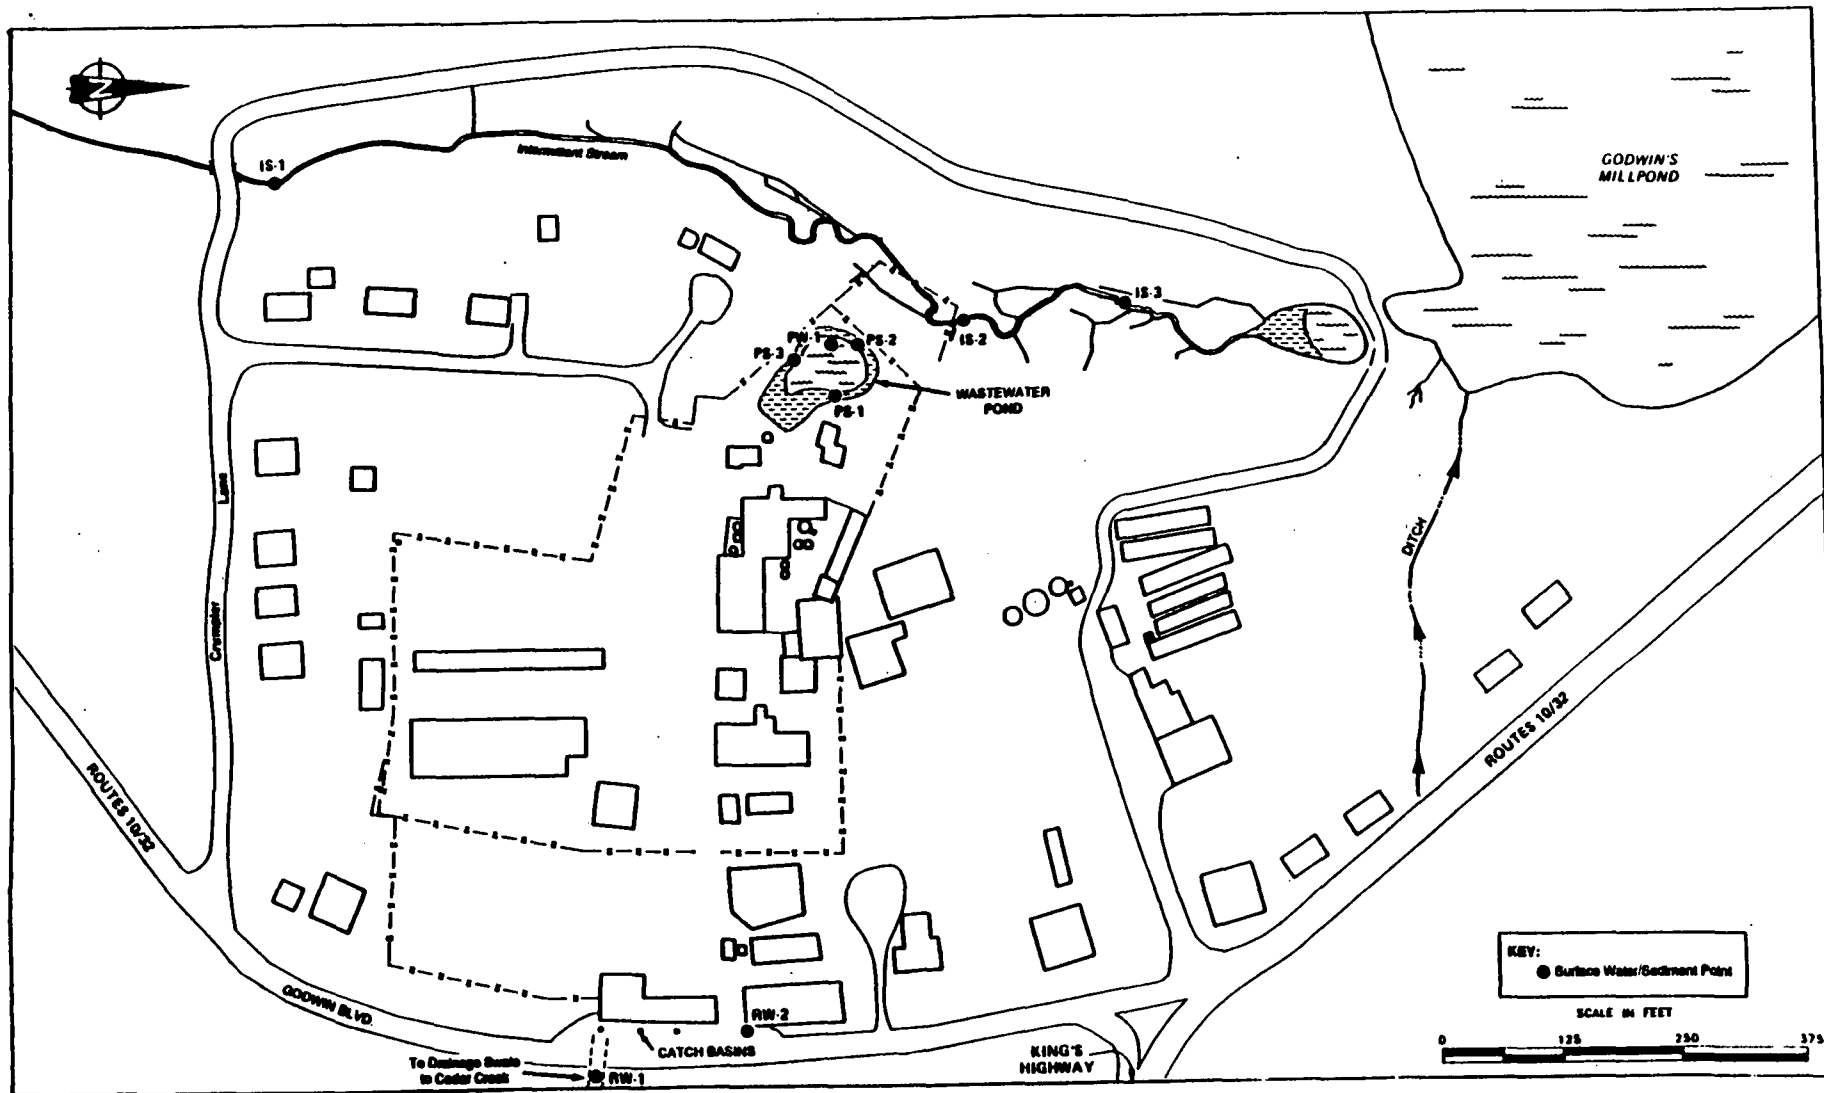 N
GODWIN'S
MILLPOND
IS-1
Intermittent Stream
IS-3
IS-2
PW-1
PS-2
PS-3
PS-1
WASTEWATER
POND
Crumpler Lane
DITCH
ROUTES 10/32
ROUTES 10/32
GODWIN BLVD.
RW-2
CATCH BASINS
To Drainage Swale
to Cedar Creek
RW-1
KING'S
HIGHWAY
KEY:
Surface Water/Sediment Point
SCALE IN FEET
0 125 250 375